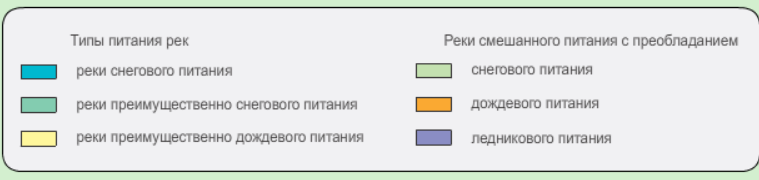 Типы питания рек
реки снегового питания
реки преимущественно снегового питания
реки преимущественно дождевого питания
Реки смешанного питания с преобладанием
снегового питания
дождевого питания
ледникового питания